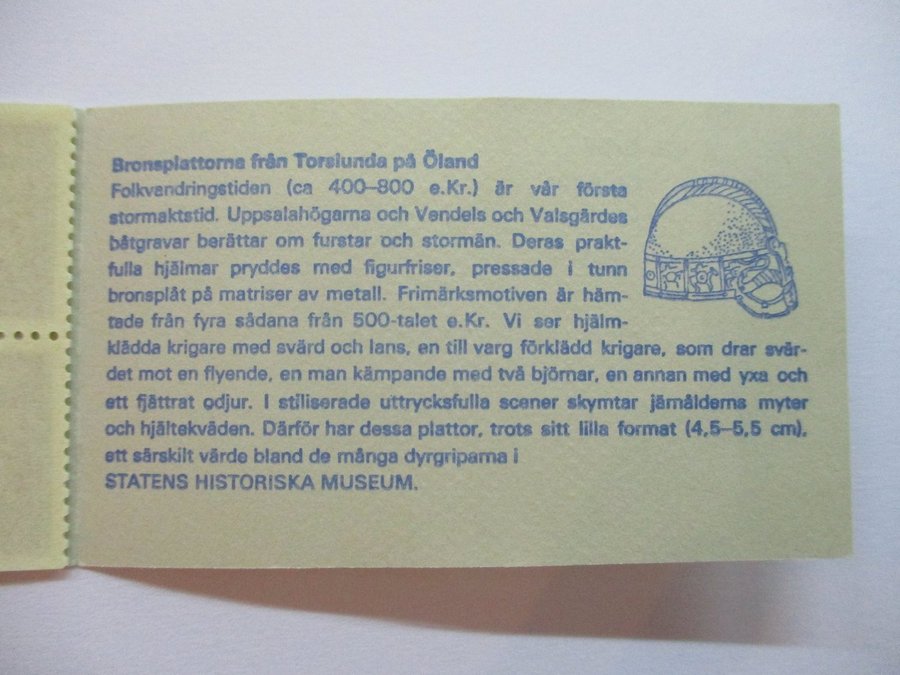 Bronsplattorna från Torslunda på Öland
Folkvandringstiden (ca 400–800 e.Kr.) är vår första
stormaktstid. Uppsalahögarna och Vendels och Valsgärdes
båtgravar berättar om furstar och stormän. Deras prakt-
fulla hjälmar pryddes med figurfriser, pressade i tunn
bronsplåt på matriser av metall. Frimärksmotiven är häm-
tade från fyra sådana från 500-talet e.Kr. Vi ser hjälm-
klädda krigare med svärd och lans, en till varg förklädd krigare, som drar svär-
det mot en flyende, en man kämpande med två björnar, en annan med yxa och
ett fjättrat odjur. I stiliserade uttrycksfulla scener skymtar järnålderns myter
och hjältekväden. Därför har dessa plattor, trots sitt lilla format (4,5–5,5 cm),
ett särskilt värde bland de många dyrgriparna i
STATENS HISTORISKA MUSEUM.